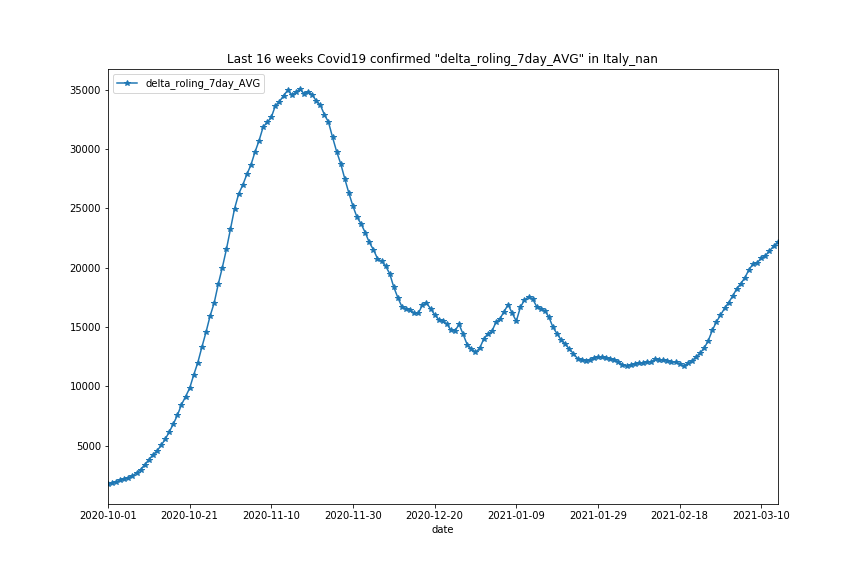 Last 16 weeks Covid19 confirmed "delta_roling_7day_AVG" in Italy_nan
delta_roling_7day_AVG
35000
30000
25000
20000
15000
10000
5000
2020-10-01 2020-10-21 2020-11-10 2020-11-30 2020-12-20 2021-01-09 2021-01-29 2021-02-18 2021-03-10
date